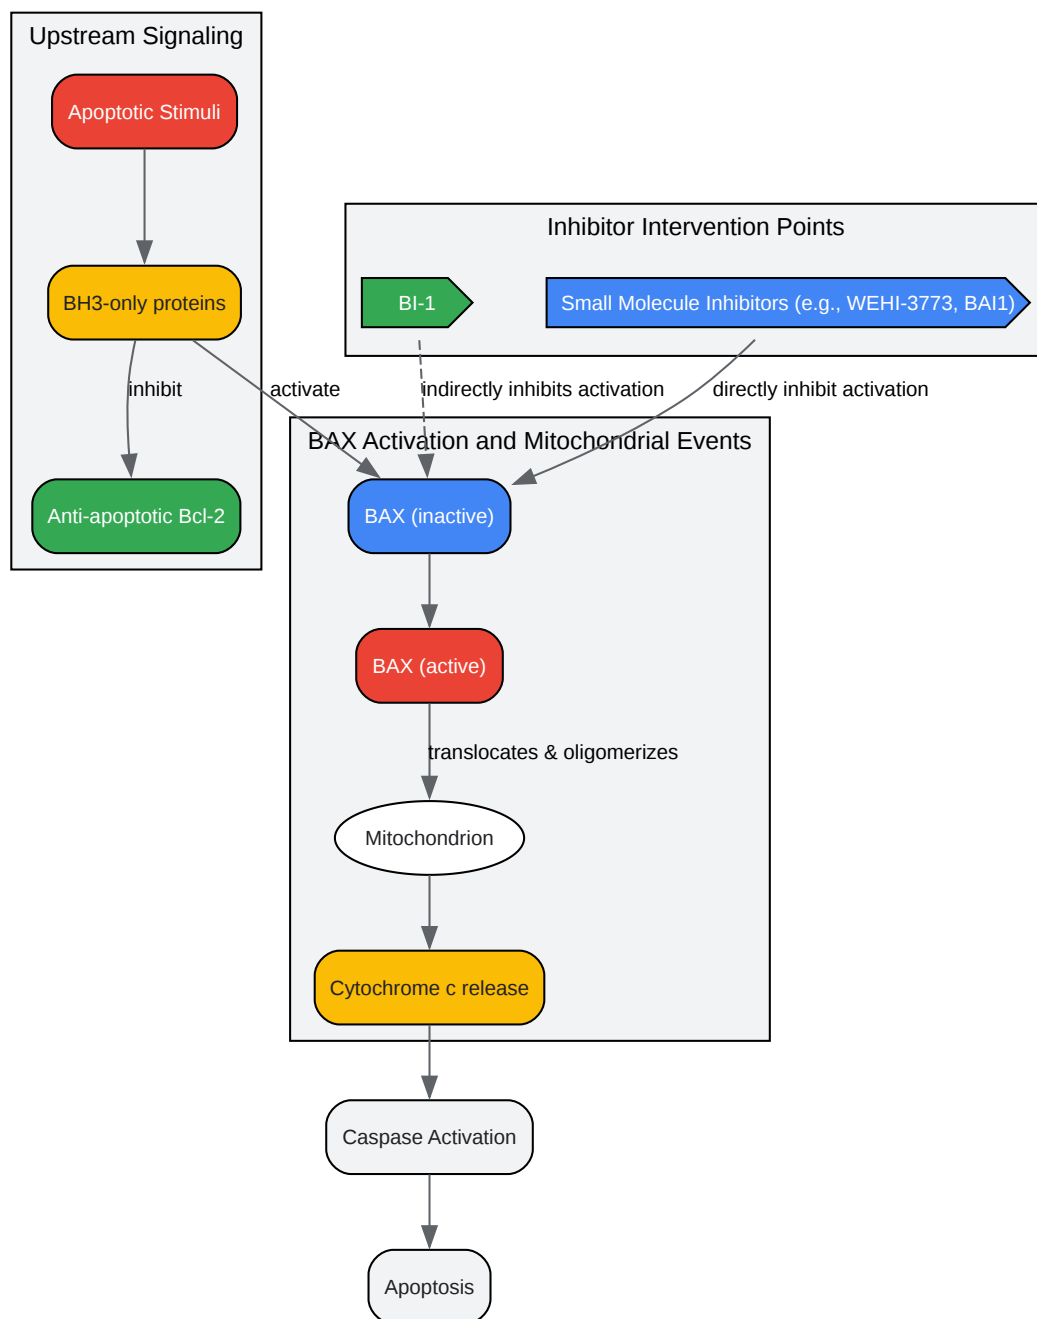 Upstream Signaling
Apoptotic Stimuli
BH3-only proteins
inhibit
activate
Anti-apoptotic Bcl-2
Inhibitor Intervention Points
BI-1
Small Molecule Inhibitors (e.g., WEHI-3773, BAI1)
indirectly inhibits activation
directly inhibit activation
BAX Activation and Mitochondrial Events
BAX (inactive)
BAX (active)
translocates & oligomerizes
Mitochondrion
Cytochrome c release
Caspase Activation
Apoptosis